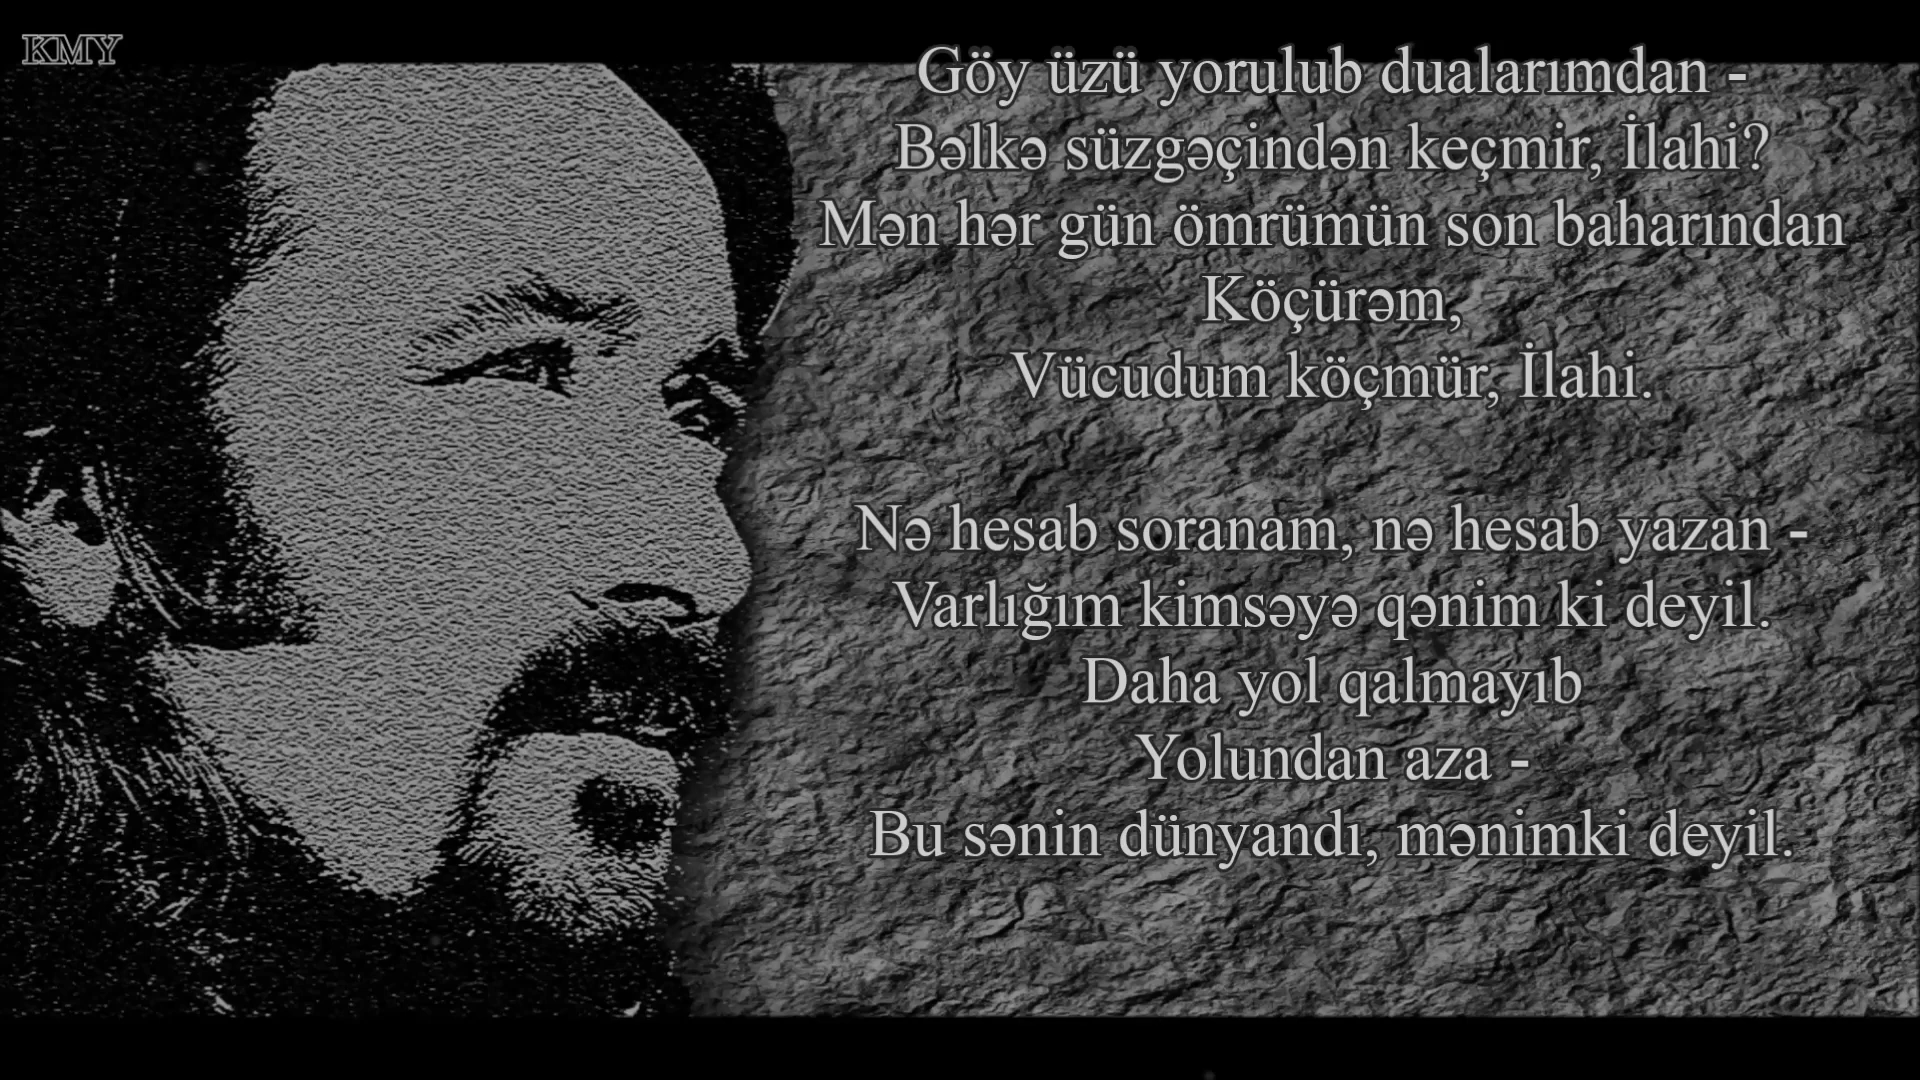 KMY
Göy üzü yorulub dualarımdan -
Bəlkə süzgəçindən keçmir, İlahi?
Mən hər gün ömrümün son baharından
Köçürəm,
Vücudum köçmür, İlahi.
Nə hesab soranam, nə hesab yazan -
Varlığım kimsəyə qənim ki deyil.
Daha yol qalmayıb
Yolundan aza -
Bu sənin dünyandı, mənimki deyil.